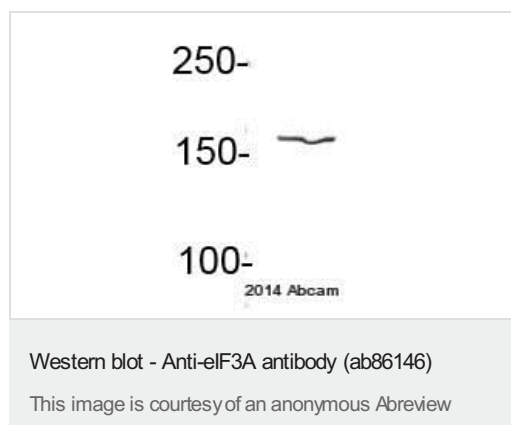 250-
150-
100-
2014 Abcam
Western blot - Anti-eIF3A antibody (ab86146)
This image is courtesy of an anonymous Abreview